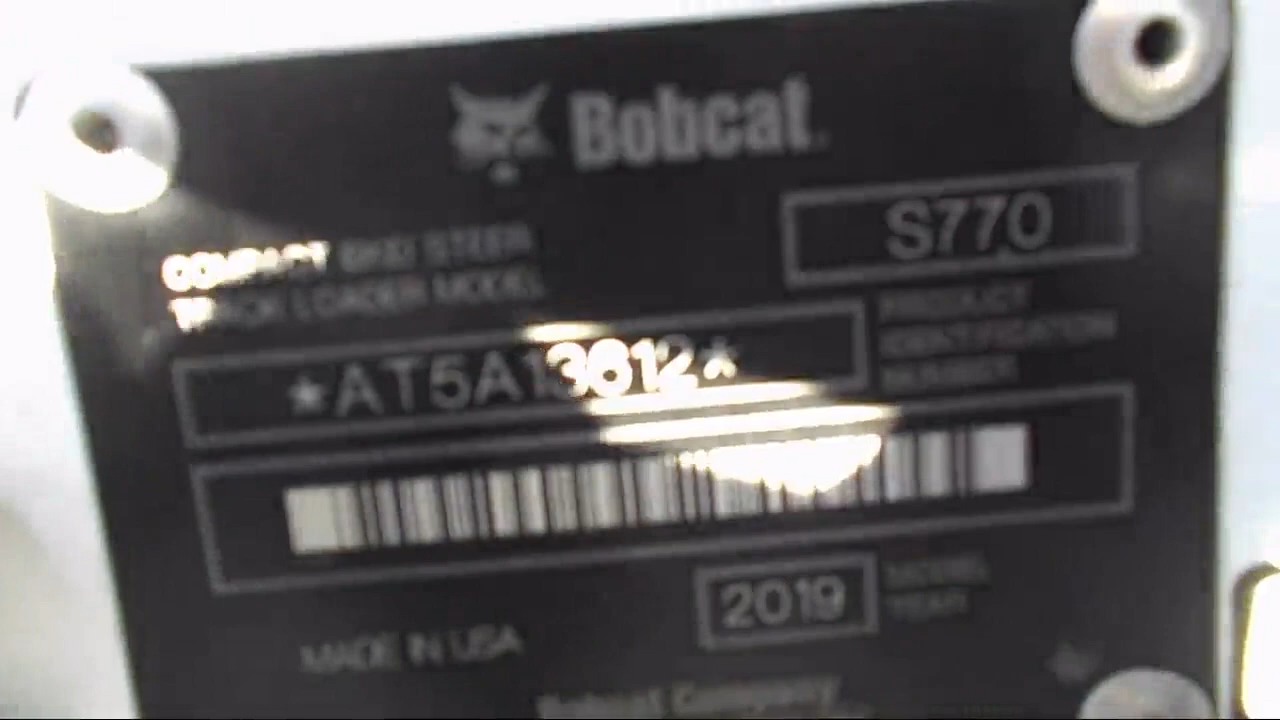 Bobcat
S770
COMPACT SKID STEER
TRACK LOADER MODEL
PRODUCT
IDENTIFICATION
NUMBER
*AT5A13612*
2019
MODEL
YEAR
MADE IN USA
Bobcat Company